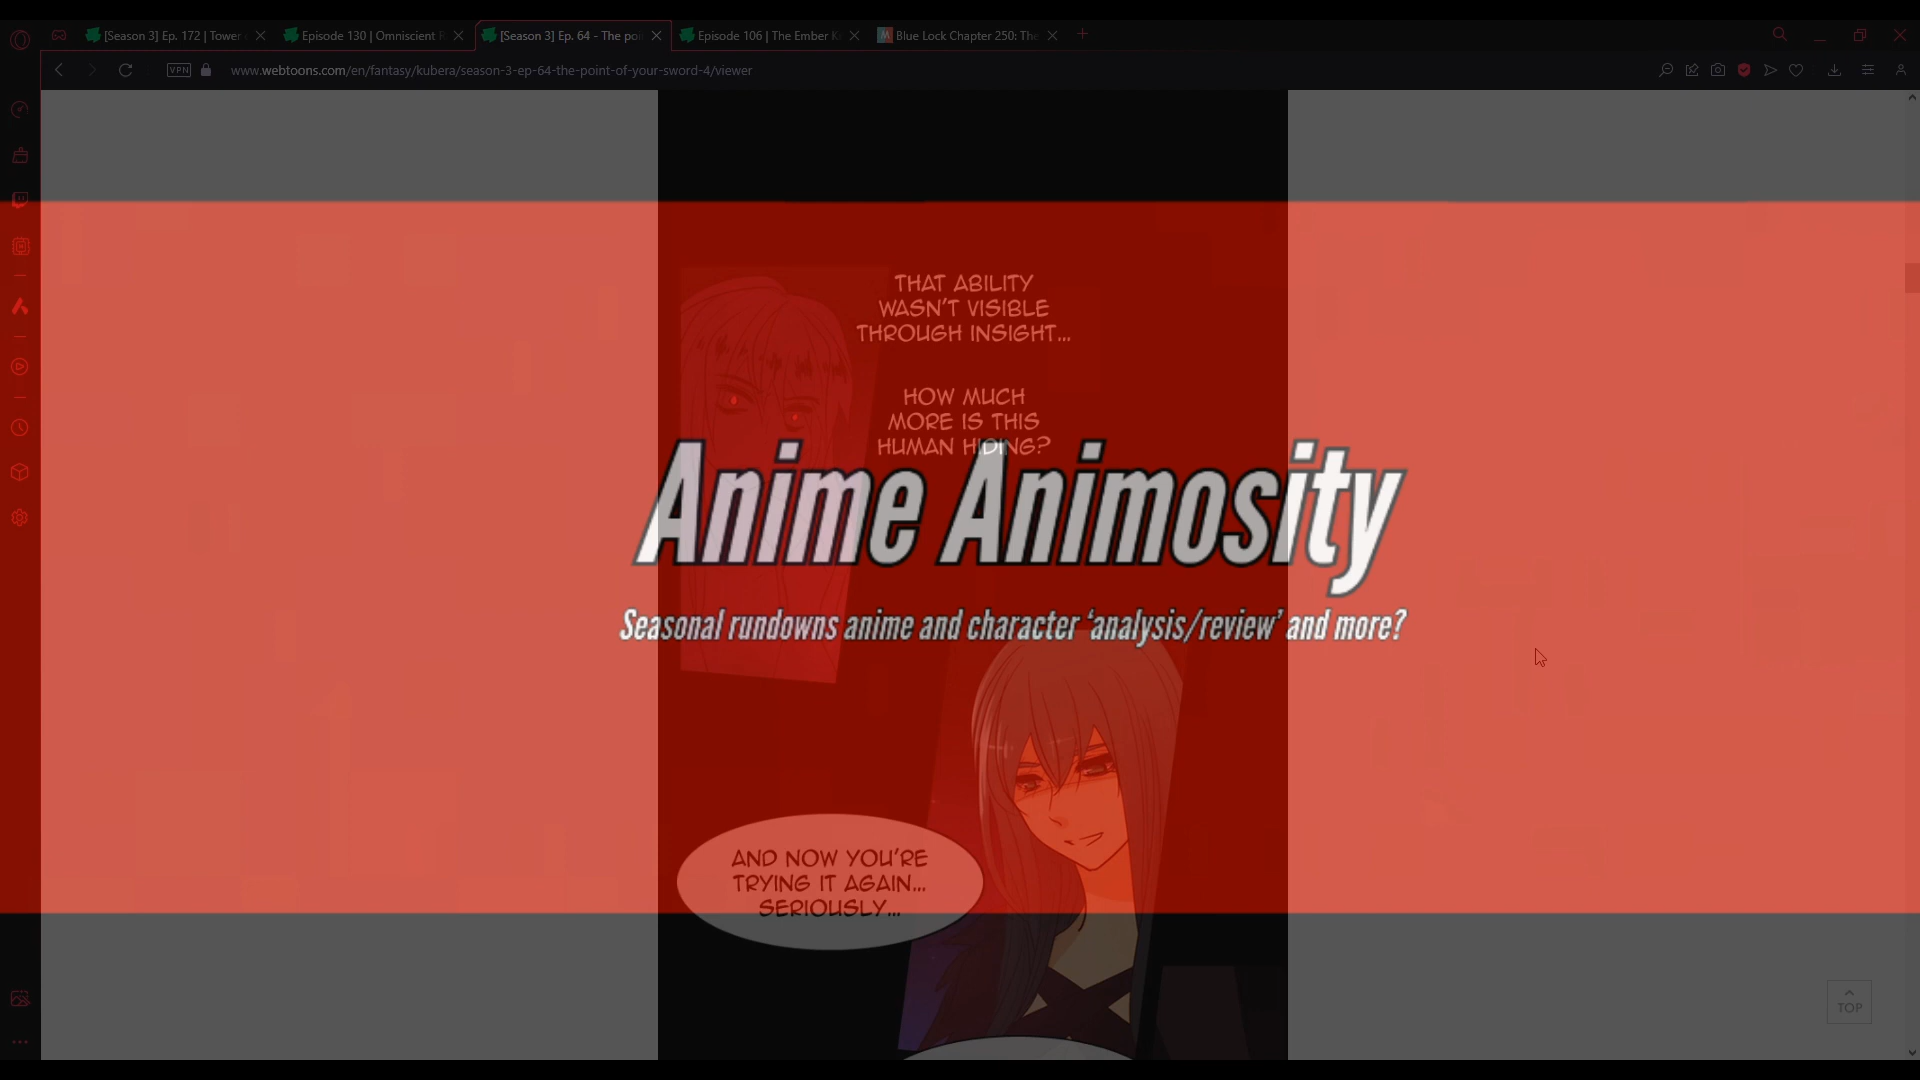 [Season 3] Ep. 172 | Tower
Episode 130 | Omniscient R
[Season 3] Ep. 64 - The poi
Episode 106 | The Ember K
Blue Lock Chapter 250: The
VPN
www.webtoons.com/en/fantasy/kubera/season-3-ep-64-the-point-of-your-sword-4/viewer
THAT ABILITY
WASN'T VISIBLE
THROUGH INSIGHT...
HOW MUCH
MORE IS THIS
HUMAN HIDING?
Anime Animosity
Seasonal rundowns anime and character 'analysis/review' and more?
AND NOW YOU'RE
TRYING IT AGAIN...
SERIOUSLY...
TOP